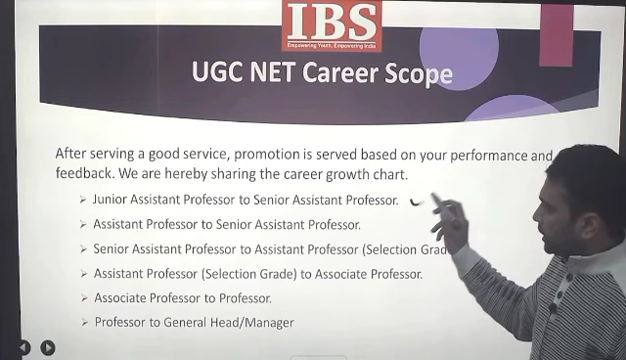 IBS
Empowering Youth, Empowering India
UGC NET Career Scope
After serving a good service, promotion is served based on your performance and
feedback. We are hereby sharing the career growth chart.
Junior Assistant Professor to Senior Assistant Professor.
Assistant Professor to Senior Assistant Professor.
Senior Assistant Professor to Assistant Professor (Selection Grad
Assistant Professor (Selection Grade) to Associate Professor.
Associate Professor to Professor.
Professor to General Head/Manager